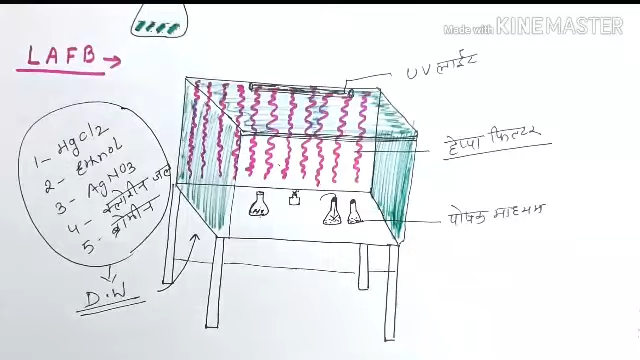 Made with KINEMASTER
LAFB →
UV लाईट
1- HgCl2
2- Ethnol
3- AgNO3
4- क्लोरीन जल
5- ब्रोमीन
D.W
हेप्पा फिल्टर
पोषक माध्यम